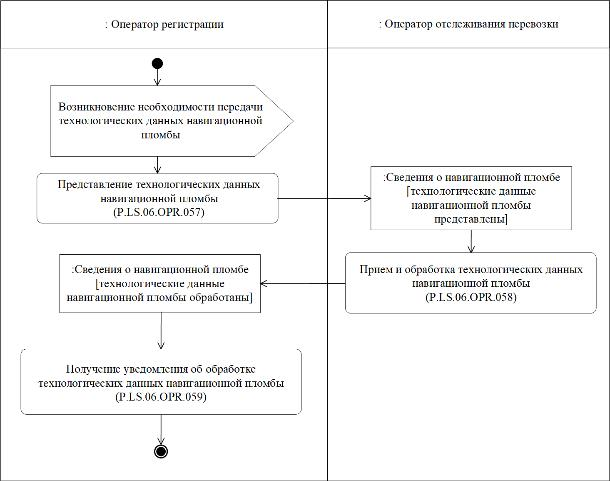 : Оператор регистрации
: Оператор отслеживания перевозки
Возникновение необходимости передачи
технологических данных навигационной
пломбы
Представление технологических данных
навигационной пломбы
(P.LS.06.OPR.057)
:Сведения о навигационной пломбе
[технологические данные
навигационной пломбы
представлены]
Прием и обработка технологических данных
навигационной пломбы
(P.LS.06.OPR.058)
:Сведения о навигационной пломбе
[технологические данные
навигационной пломбы обработаны]
Получение уведомления об обработке
технологических данных навигационной пломбы
(P.LS.06.OPR.059)